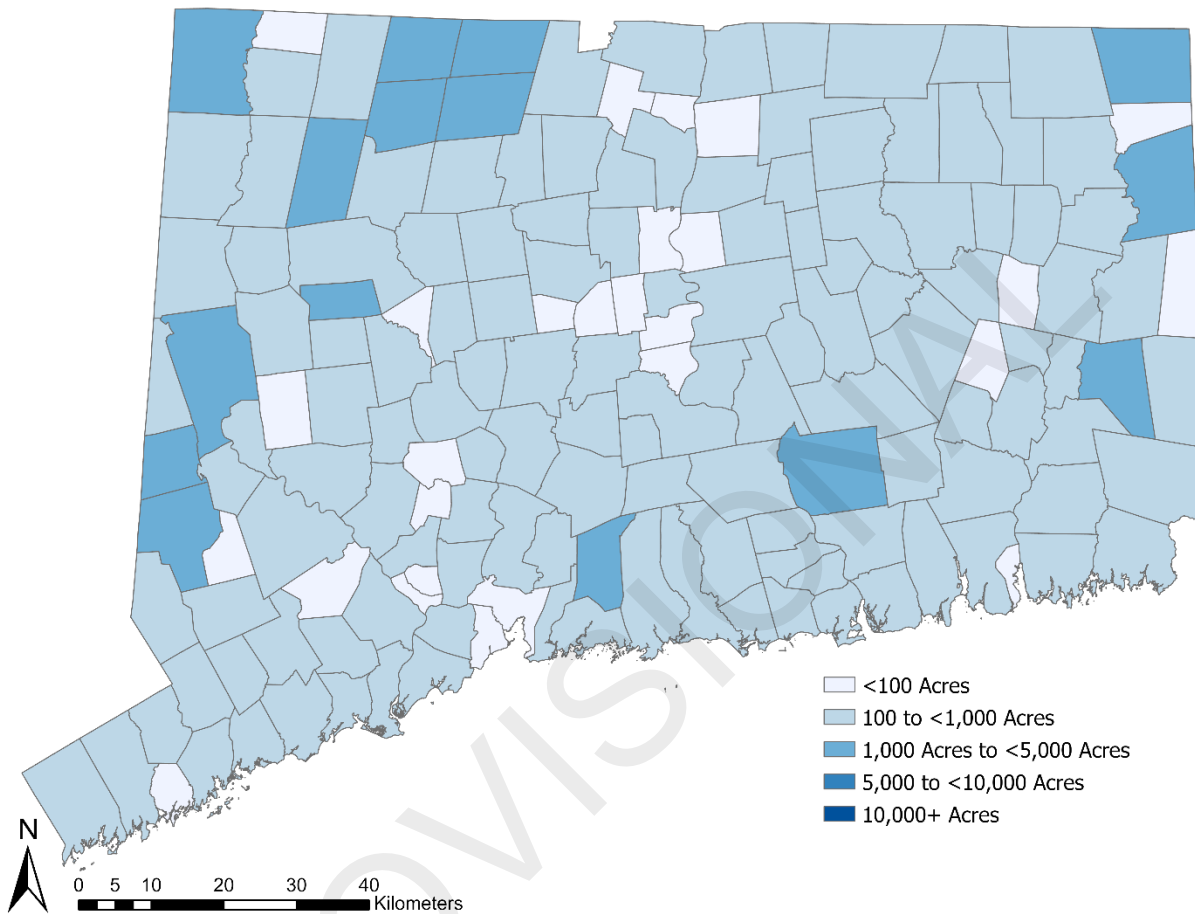 <100 Acres
100 to <1,000 Acres
1,000 Acres to <5,000 Acres
5,000 to <10,000 Acres
10,000+ Acres
N
0 5 10 20 30 40
Kilometers
OVISIONAL